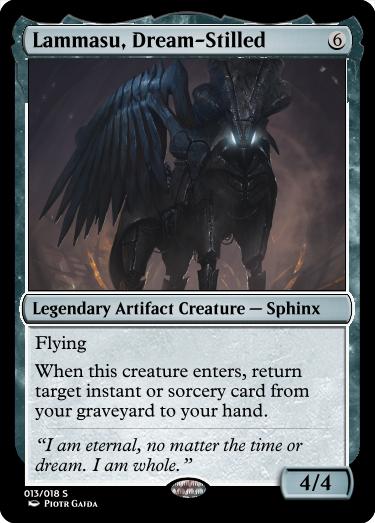 Lammasu, Dream-Stilled 6
Legendary Artifact Creature — Sphinx
Flying
When this creature enters, return
target instant or sorcery card from
your graveyard to your hand.
“I am eternal, no matter the time or
dream. I am whole.”
4/4
013/018 S
Piotr Gajda